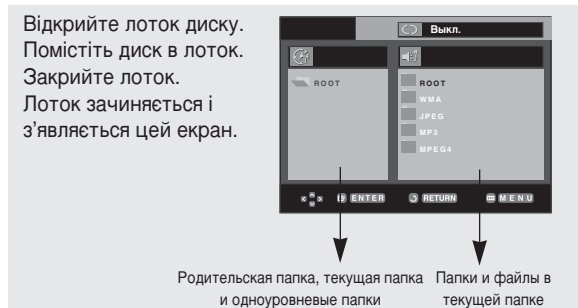 Відкрийте лоток диску.
Помістіть диск в лоток.
Закрийте лоток.
Лоток зачиняється і
з’являється цей екран.
Выкл.
ROOT
ROOT
WMA
JPEG
MP3
MPEG4
ENTER RETURN MENU
Родительская папка, текущая папка
и одноуровневые папки
Папки и файлы в
текущей папке